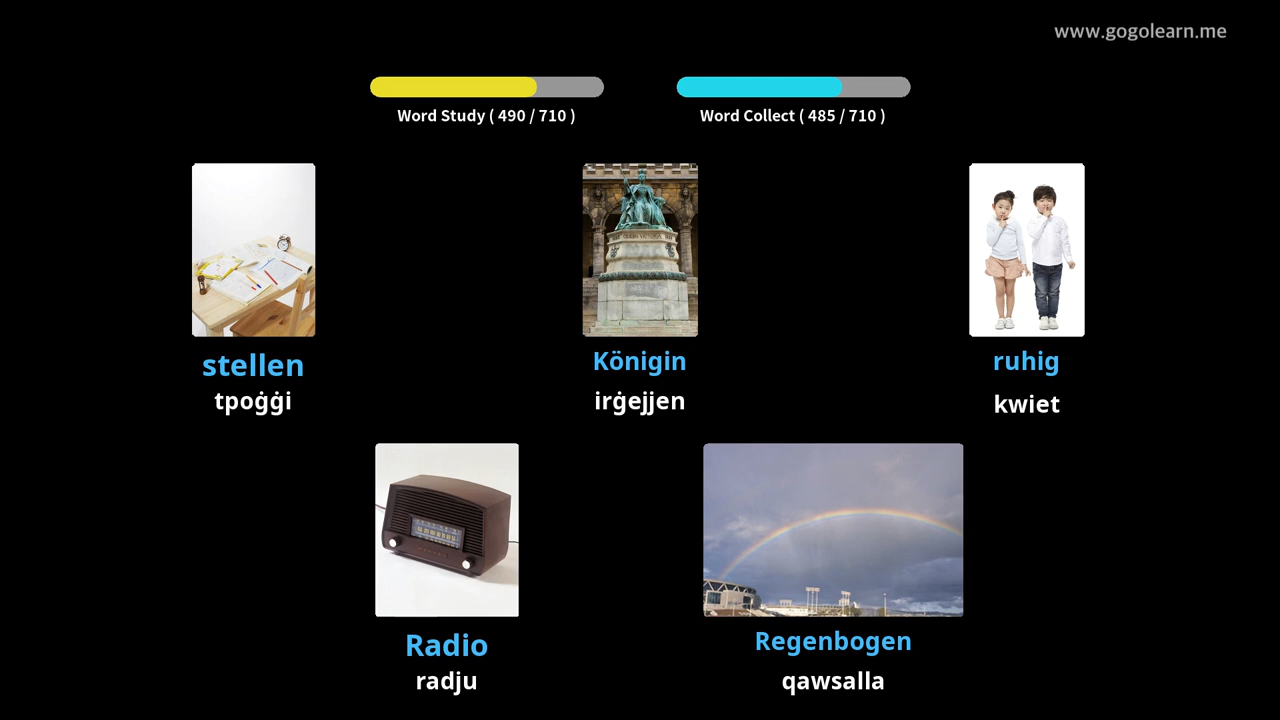 www.gogolearn.me
Word Study ( 490 / 710 )
Word Collect ( 485 / 710 )
stellen
tpoġġi
Königin
irġejjen
ruhig
kwiet
Radio
radju
Regenbogen
qawsalla